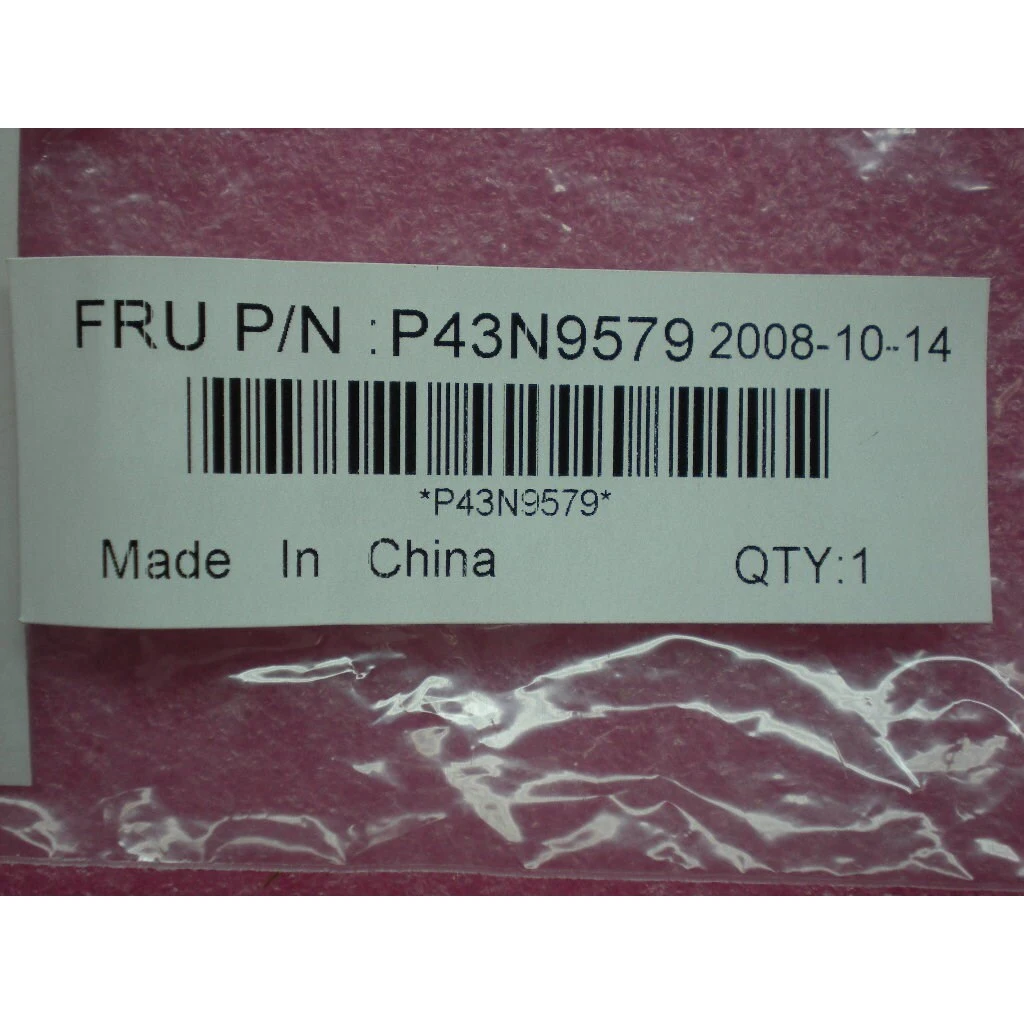 FRU P/N :P43N9579 2008-10-14
*P43N9579*
Made In China QTY:1